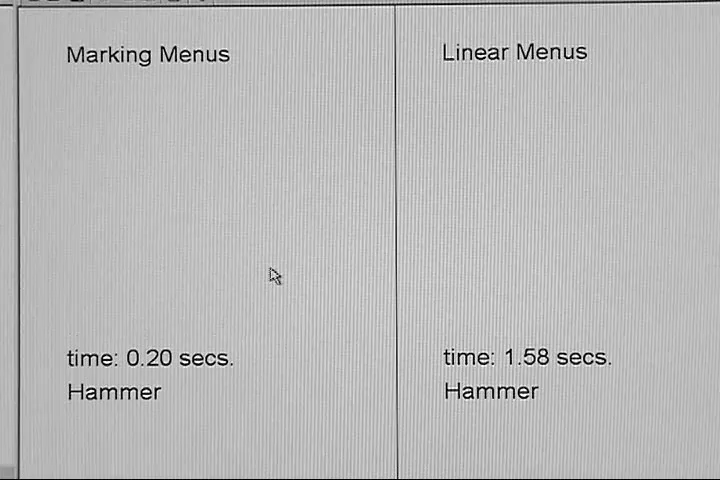 Marking Menus
time: 0.20 secs.
Hammer
Linear Menus
time: 1.58 secs.
Hammer